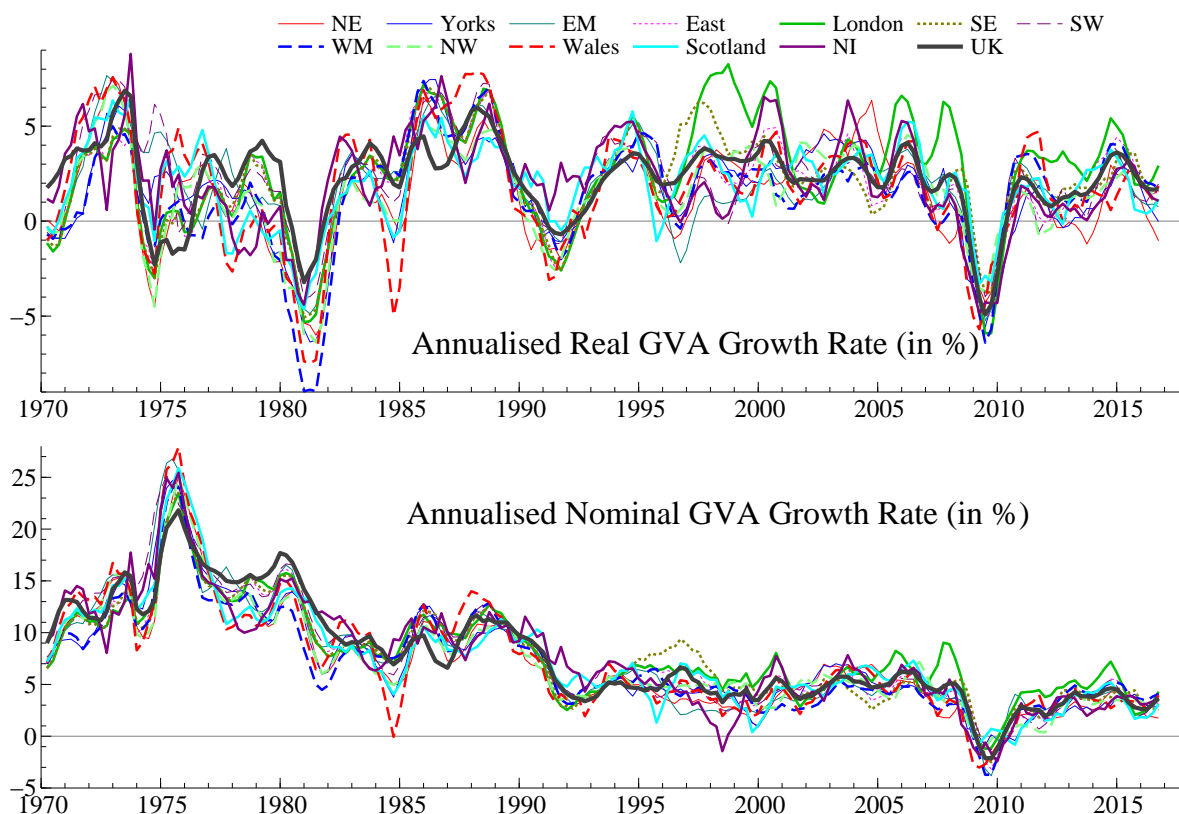 NE Yorks EM East London SE SW
WM NW Wales Scotland NI UK
5
0
−5
Annualised Real GVA Growth Rate (in %)
1970 1975 1980 1985 1990 1995 2000 2005 2010 2015
25
20
15
10
5
0
−5
Annualised Nominal GVA Growth Rate (in %)
1970 1975 1980 1985 1990 1995 2000 2005 2010 2015